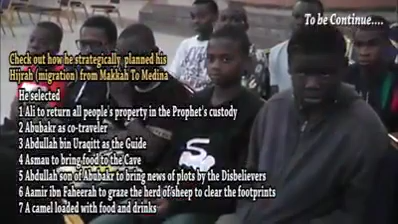 To be Continue....
Check out how he strategically planned his
Hijrah (migration) from Makkah To Medina
He selected
1 Ali to return all people's property in the Prophet's custody
2 Abubakr as co-traveler
3 Abdullah bin Uraqitt as the Guide
4 Asmau to bring food to the Cave
5 Abdullah son of Abubakr to bring news of plots by the Disbelievers
6 Aamir ibn Faheerah to graze the herd of sheep to clear the footprints
7 A camel loaded with food and drinks